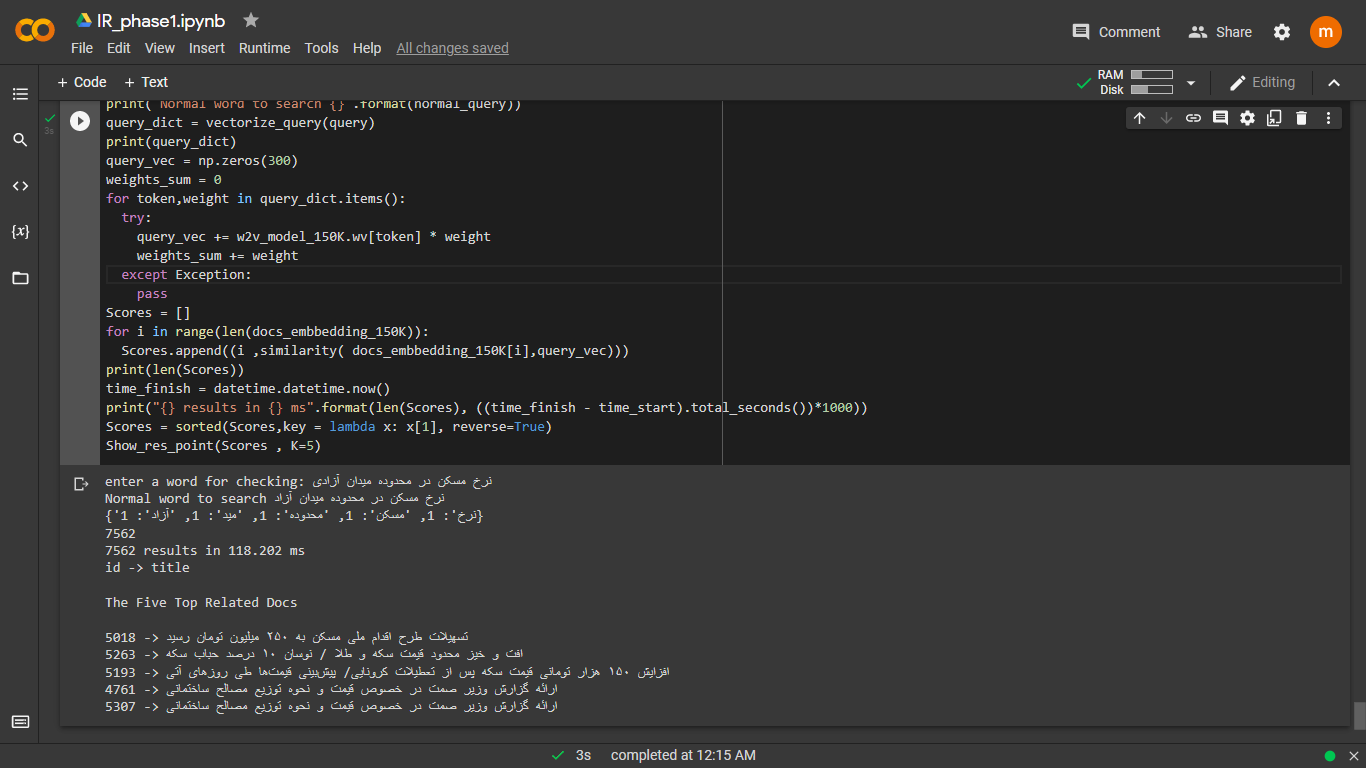 IR_phase1.ipynb
File Edit View Insert Runtime Tools Help All changes saved
Comment Share m
+ Code + Text
RAM
Disk
Editing
print( Normal word to search {} .format(normal_query))
query_dict = vectorize_query(query)
print(query_dict)
query_vec = np.zeros(300)
weights_sum = 0
for token,weight in query_dict.items():
  try:
    query_vec += w2v_model_150K.wv[token] * weight
    weights_sum += weight
  except Exception:
    pass
Scores = []
for i in range(len(docs_embbedding_150K)):
  Scores.append((i ,similarity( docs_embbedding_150K[i],query_vec)))
print(len(Scores))
time_finish = datetime.datetime.now()
print("{} results in {} ms".format(len(Scores), ((time_finish - time_start).total_seconds())*1000))
Scores = sorted(Scores,key = lambda x: x[1], reverse=True)
Show_res_point(Scores , K=5)
3s
{x}
enter a word for checking: نرخ مسکن در محدوده میدان آزادی
Normal word to search نرخ مسکن در محدوده میدان آزاد
{'نرخ': 1, 'مسکن': 1, 'محدوده': 1, 'مید': 1, 'آزاد': 1}
7562
7562 results in 118.202 ms
id -> title
The Five Top Related Docs
5018 -> تسهیلات طرح اقدام ملی مسکن به ۲۵۰ میلیون تومان رسید
5263 -> افت و خیز محدود قیمت سکه و طلا / نوسان ۱۰ درصد حباب سکه
5193 -> افزایش ۱۵۰ هزار تومانی قیمت سکه پس از تعطیلات کرونایی/ پیش‌بینی قیمت‌ها طی روزهای آتی
4761 -> ارائه گزارش وزیر صمت در خصوص قیمت و نحوه توزیع مصالح ساختمانی
5307 -> ارائه گزارش وزیر صمت در خصوص قیمت و نحوه توزیع مصالح ساختمانی
3s completed at 12:15 AM